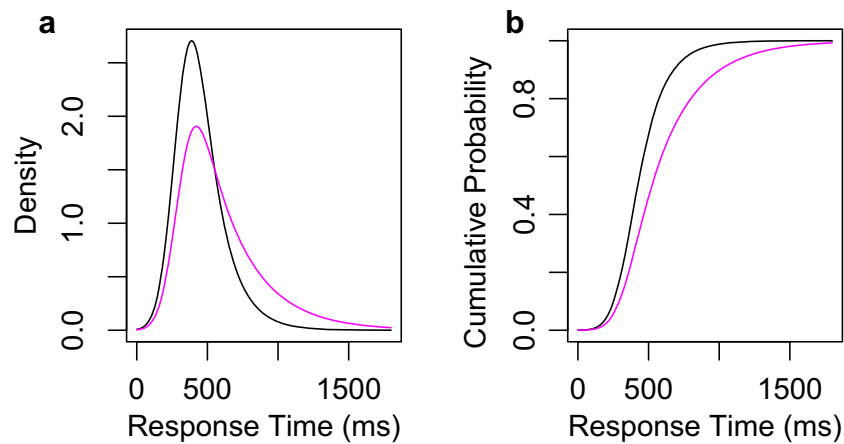 a
Density
0.0
1.0
2.0
0
500
1500
Response Time (ms)
b
Cumulative Probability
0.0
0.4
0.8
0
500
1500
Response Time (ms)